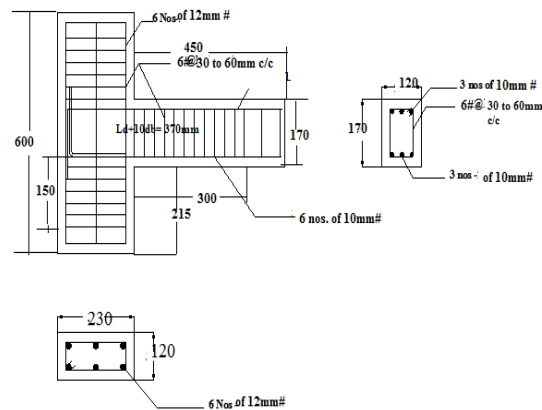 6 Nos.of 12mm #
450
6#@ 30 to 60mm c/c
L
Ld+10db= 370mm
170
600
150
300
215
6 nos. of 10mm#
120
3 nos of 10mm #
6#@ 30 to 60mm
c/c
170
3 nos - of 10mm#
230
120
6 Nos.of 12mm#